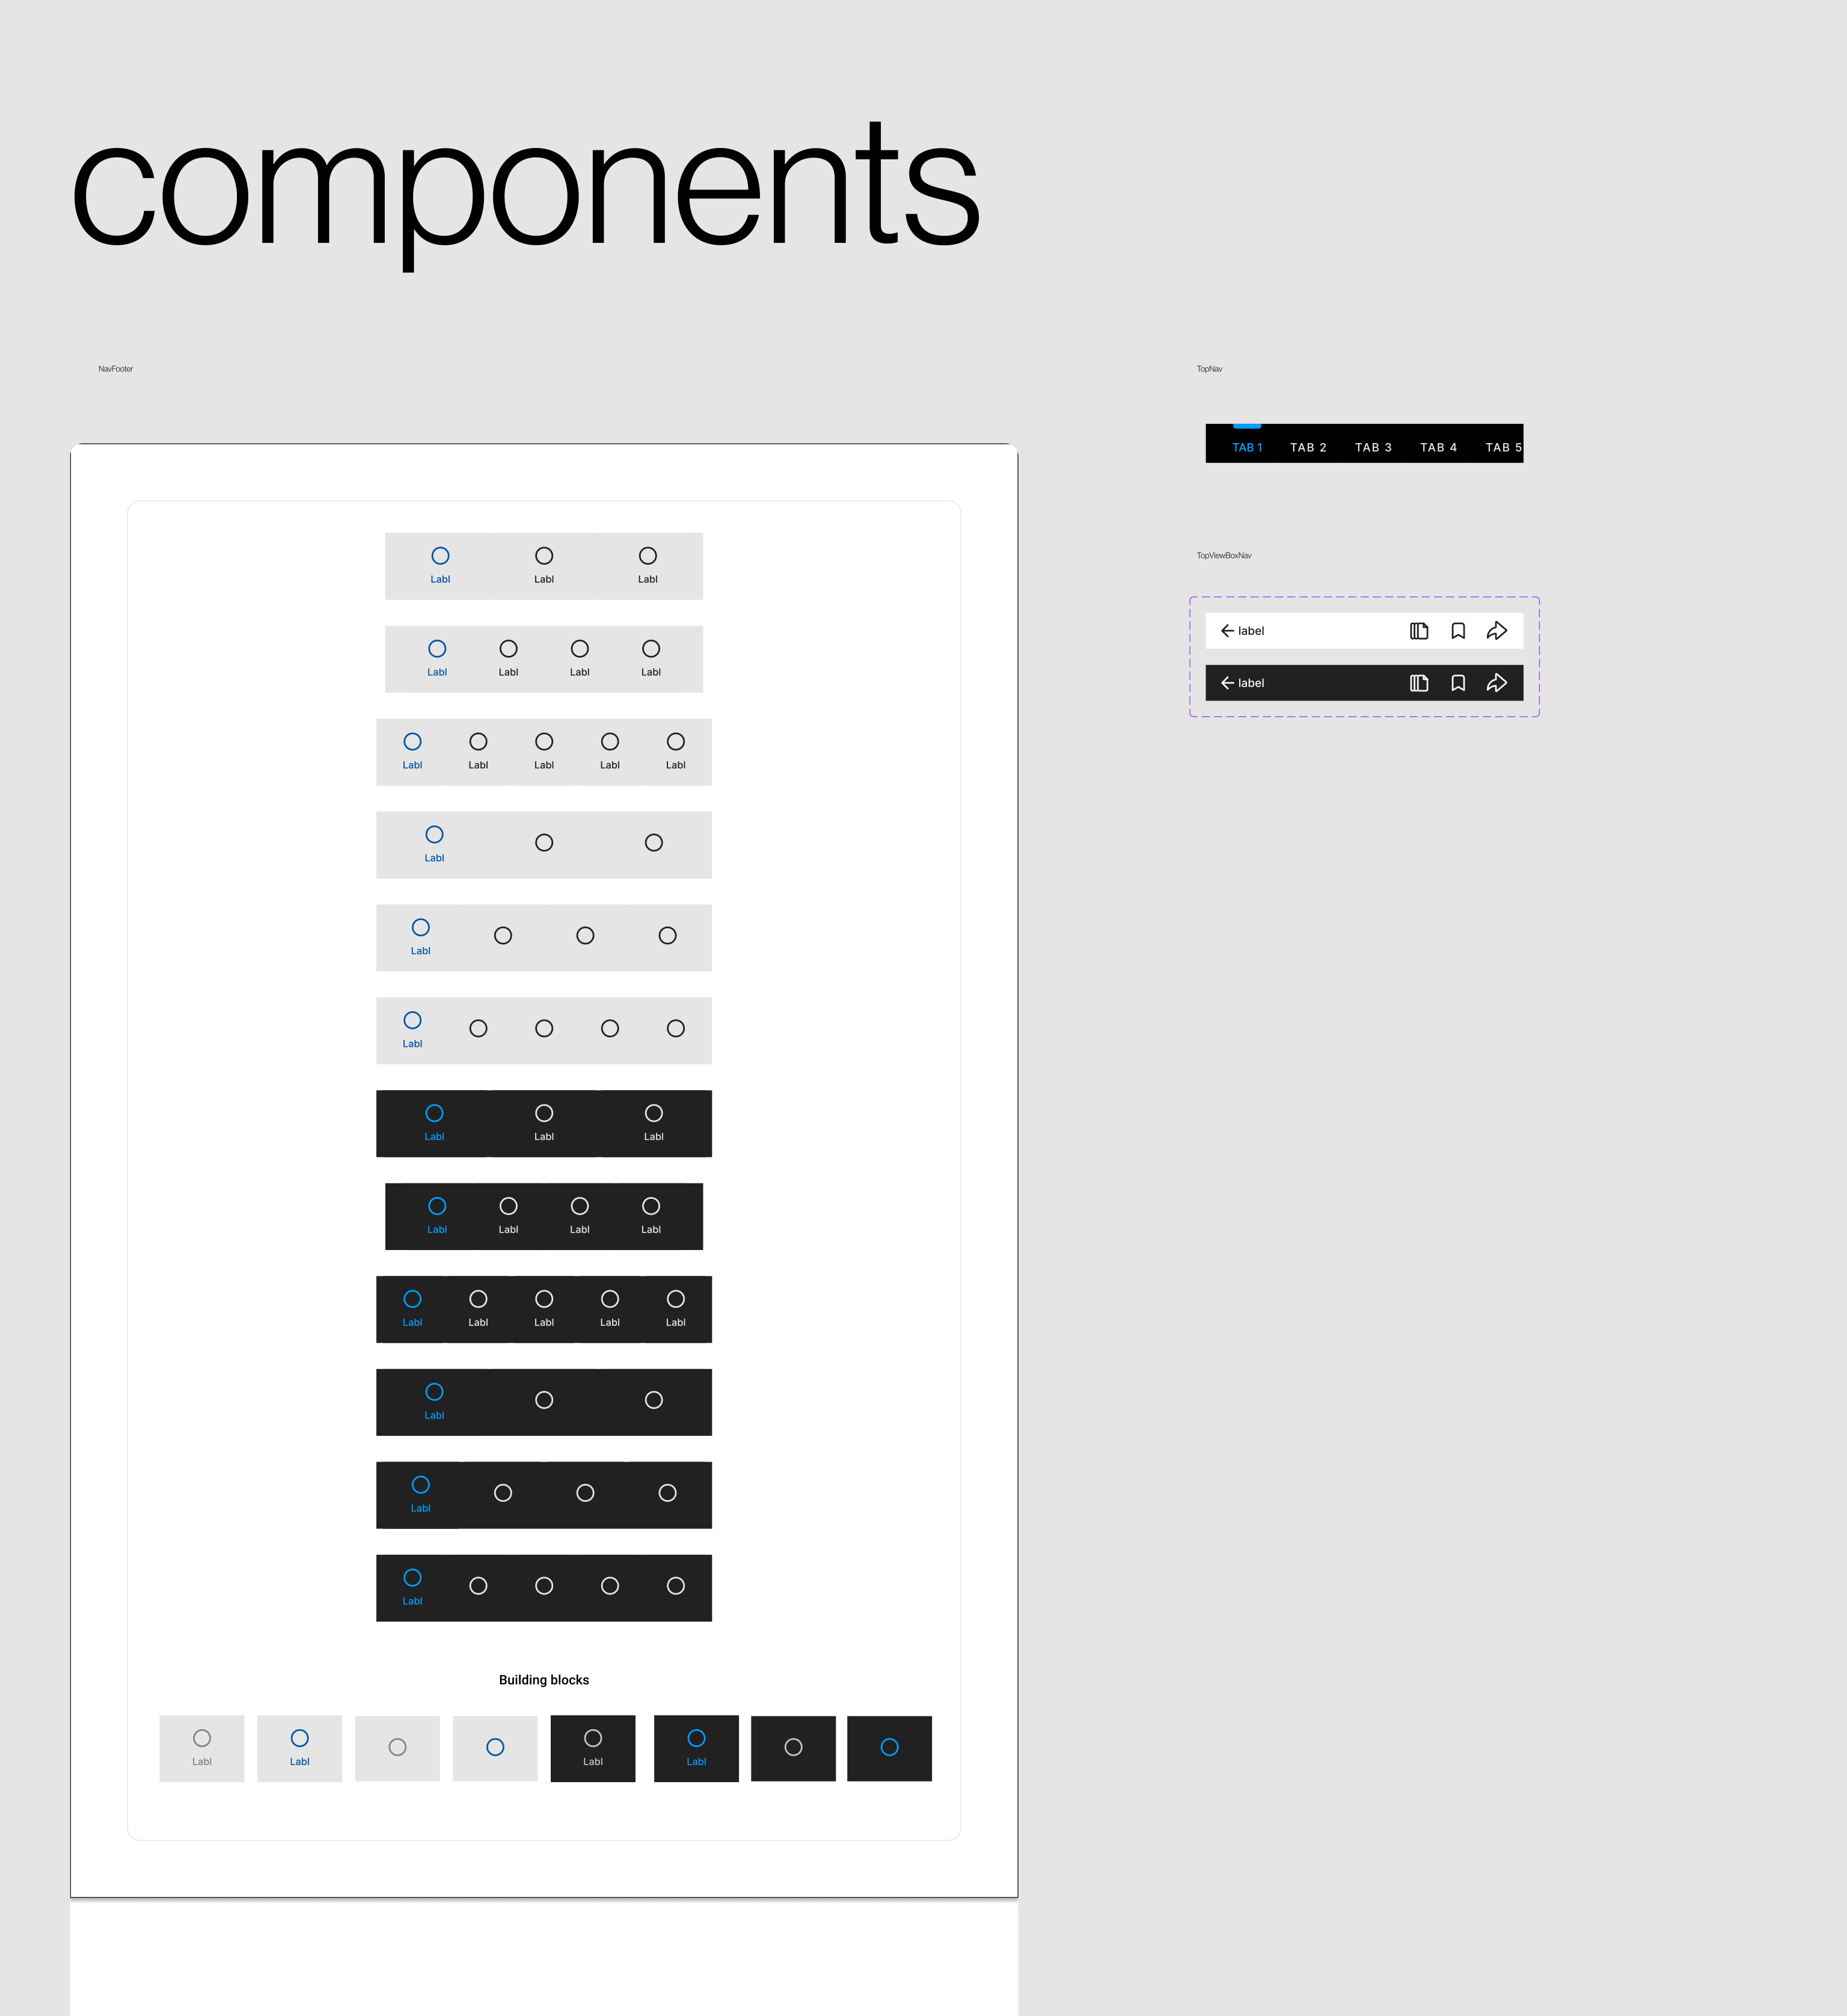 components
NavFooter
TopNav
TAB 1 TAB 2 TAB 3 TAB 4 TAB 5
TopViewBoxNav
label
label
Labl Labl Labl
Labl Labl Labl Labl
Labl Labl Labl Labl Labl
Labl
Labl
Labl
Labl Labl Labl
Labl Labl Labl Labl
Labl Labl Labl Labl Labl
Labl
Labl
Labl
Building blocks
Labl Labl Labl Labl